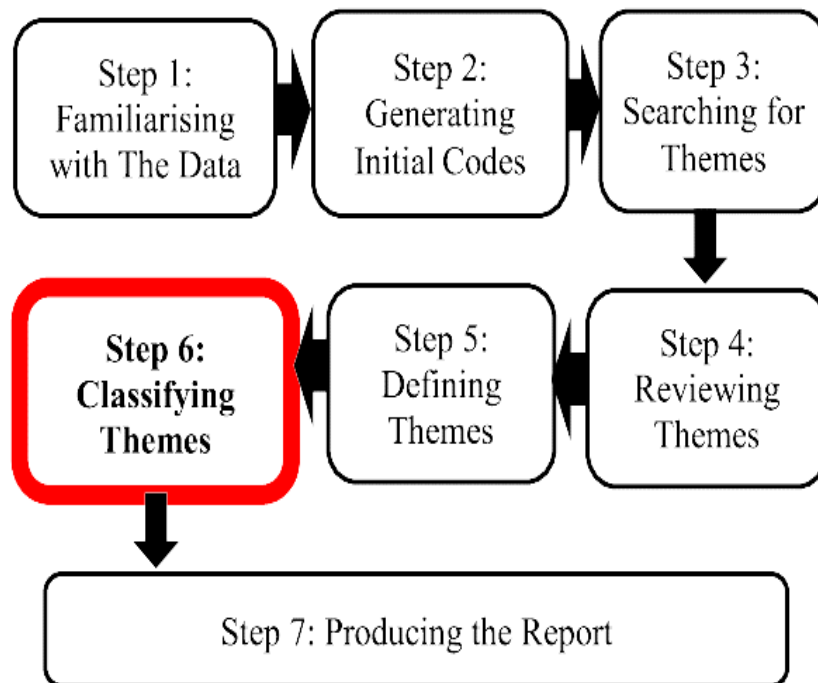 Step 1:
Familiarising
with The Data
Step 2:
Generating
Initial Codes
Step 3:
Searching for
Themes
Step 4:
Reviewing
Themes
Step 5:
Defining
Themes
Step 6:
Classifying
Themes
Step 7: Producing the Report